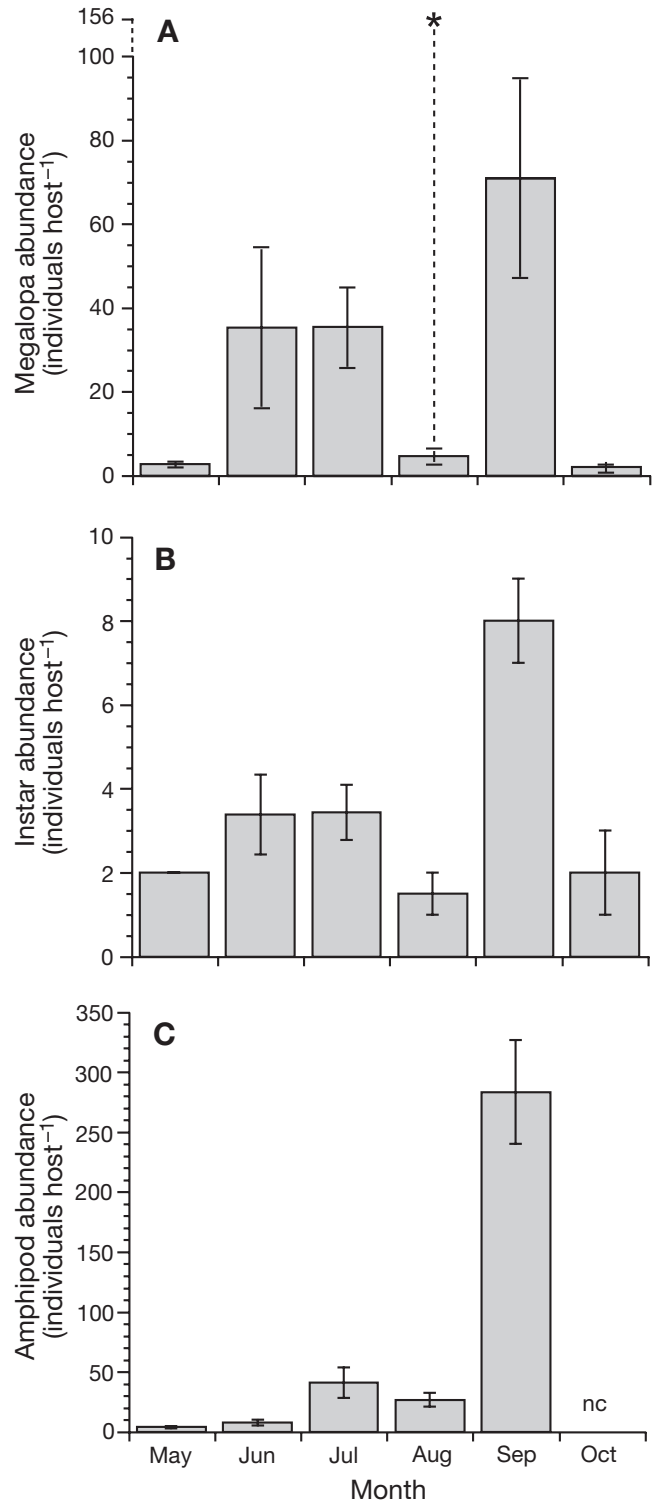 156
A
*
100
80
60
40
20
0
Megalopa abundance
(individuals host⁻¹)
10
B
8
6
4
2
0
Instar abundance
(individuals host⁻¹)
350
C
300
250
200
150
100
50
0
Amphipod abundance
(individuals host⁻¹)
nc
May Jun Jul Aug Sep Oct
Month